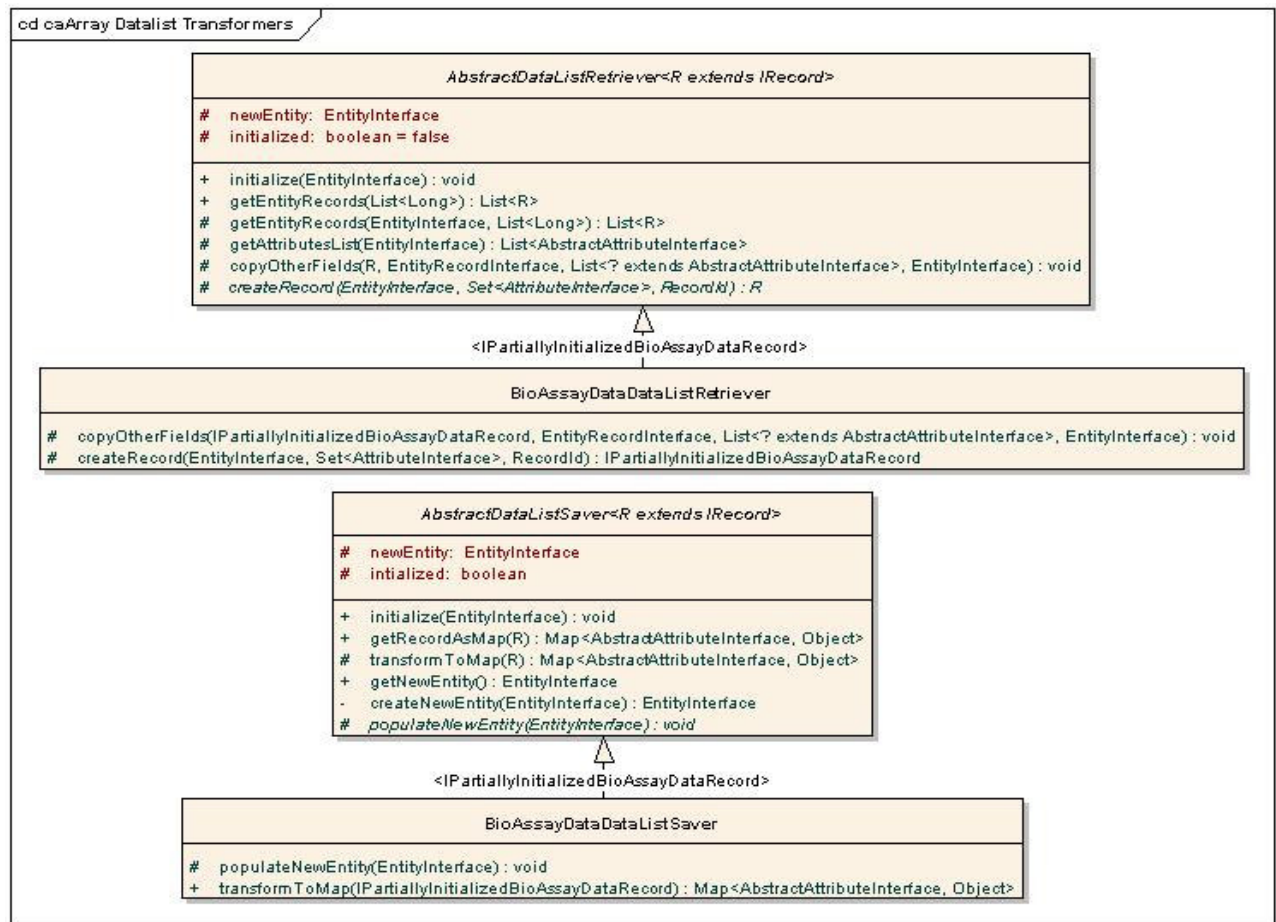 cd caArray Datalist Transformers
AbstractDataListRetriever<R extends IRecord>
# newEntity: EntityInterface
# initialized: boolean = false
+ initialize(EntityInterface) : void
+ getEntityRecords(List<Long>) : List<R>
# getEntityRecords(EntityInterface, List<Long>) : List<R>
# getAttributesList(EntityInterface) : List<AbstractAttributeInterface>
# copyOtherFields(R, EntityRecordInterface, List<? extends AbstractAttributeInterface>, EntityInterface) : void
# createRecord(EntityInterface, Set<AttributeInterface>, RecordId) : R
<IPartiallyInitializedBioAssayDataRecord>
BioAssayDataDataListRetriever
# copyOtherFields(IPartiallyInitializedBioAssayDataRecord, EntityRecordInterface, List<? extends AbstractAttributeInterface>, EntityInterface) : void
# createRecord(EntityInterface, Set<AttributeInterface>, RecordId) : IPartiallyInitializedBioAssayDataRecord
AbstractDataListSaver<R extends IRecord>
# newEntity: EntityInterface
# intialized: boolean
+ initialize(EntityInterface) : void
+ getRecordAsMap(R) : Map<AbstractAttributeInterface, Object>
# transformToMap(R) : Map<AbstractAttributeInterface, Object>
+ getNewEntity() : EntityInterface
- createNewEntity(EntityInterface) : EntityInterface
# populateNewEntity(EntityInterface) : void
<IPartiallyInitializedBioAssayDataRecord>
BioAssayDataDataListSaver
# populateNewEntity(EntityInterface) : void
+ transformToMap(IPartiallyInitializedBioAssayDataRecord) : Map<AbstractAttributeInterface, Object>